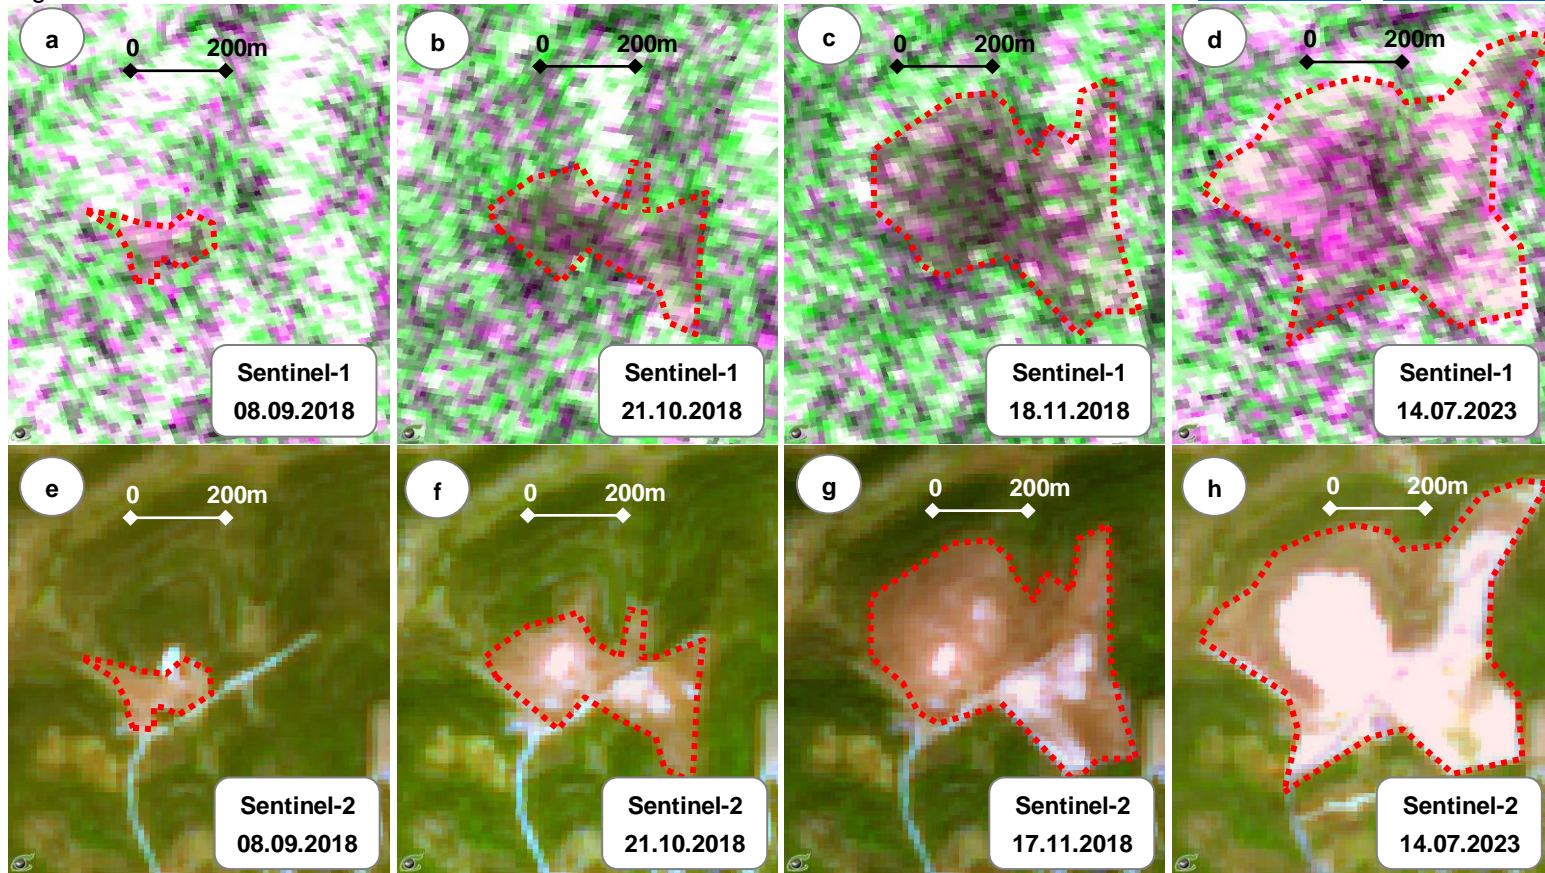 a
0 200m
b
0 200m
c
0 200m
d
0 200m
Sentinel-1
08.09.2018
Sentinel-1
21.10.2018
Sentinel-1
18.11.2018
Sentinel-1
14.07.2023
e
0 200m
f
0 200m
g
0 200m
h
0 200m
Sentinel-2
08.09.2018
Sentinel-2
21.10.2018
Sentinel-2
17.11.2018
Sentinel-2
14.07.2023